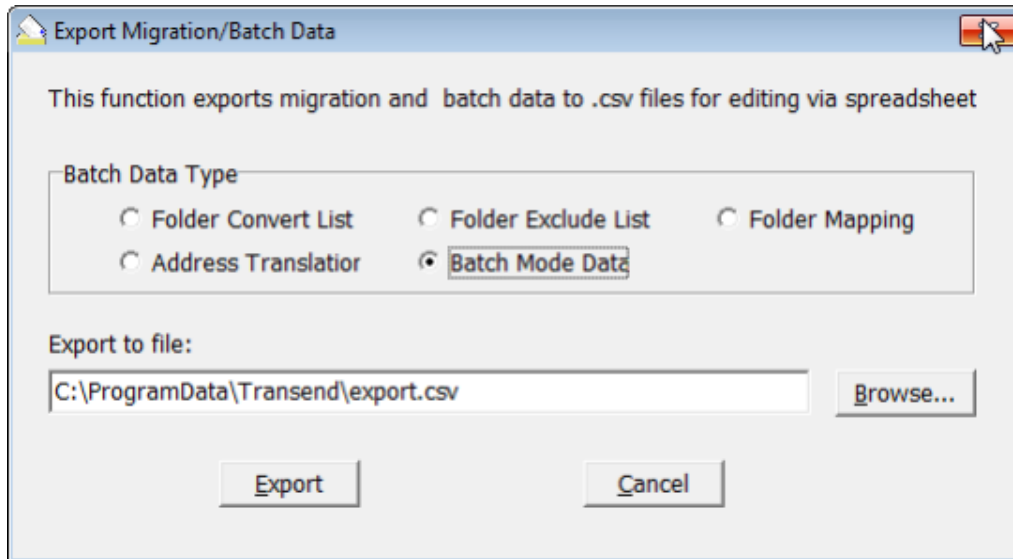 Export Migration/Batch Data
This function exports migration and batch data to .csv files for editing via spreadsheet
Batch Data Type
Folder Convert List Folder Exclude List Folder Mapping
Address Translation Batch Mode Data
Export to file:
C:\ProgramData\Transend\export.csv Browse...
Export Cancel